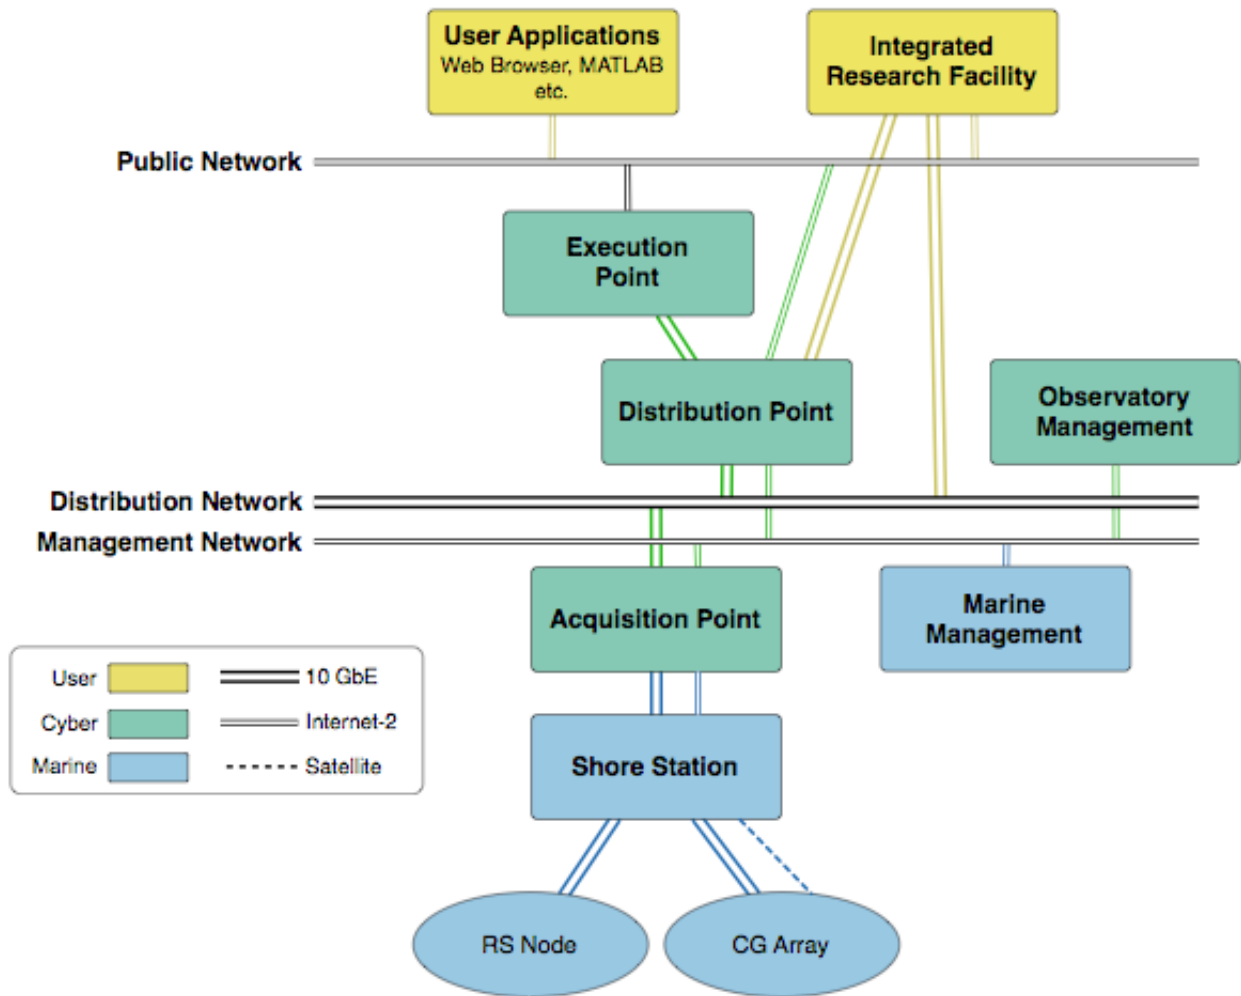 User Applications
Web Browser, MATLAB
etc.
Integrated
Research Facility
Public Network
Execution
Point
Distribution Point
Observatory
Management
Distribution Network
Management Network
Acquisition Point
Marine
Management
User
10 GbE
Cyber
Internet-2
Marine
Satellite
Shore Station
RS Node
CG Array